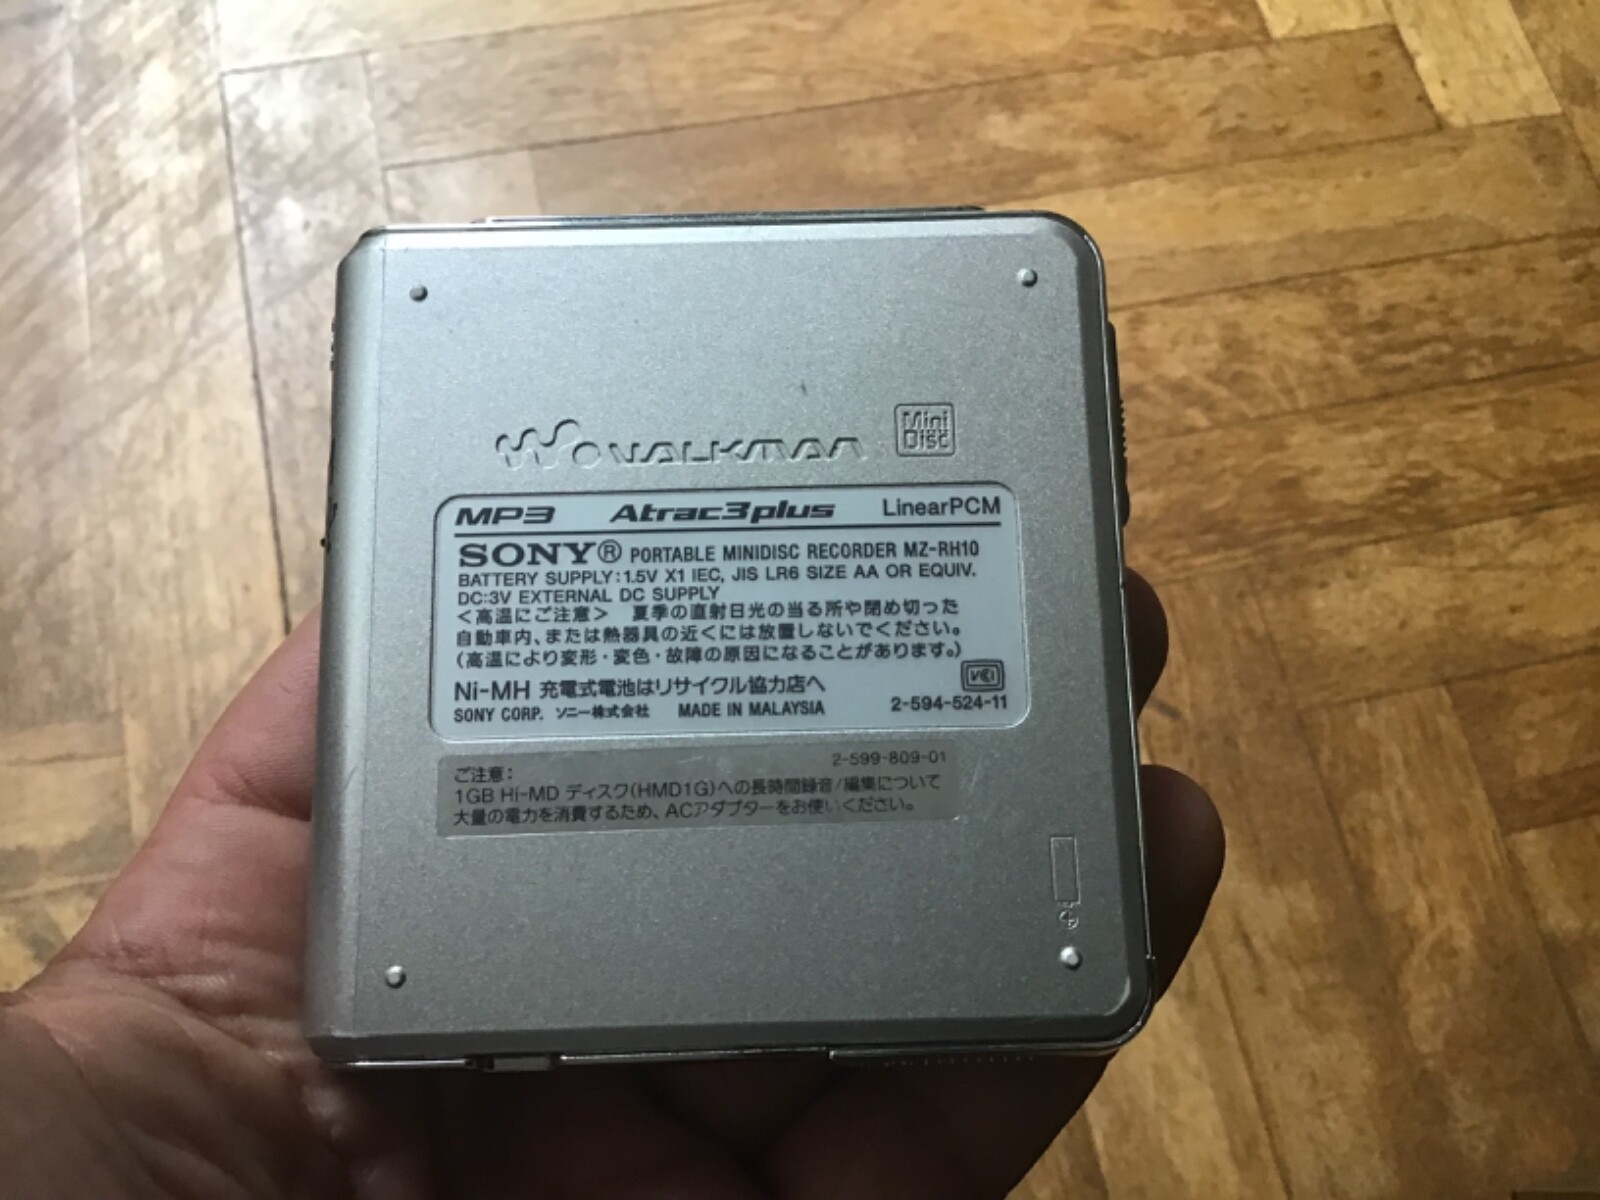 WALKMAN
Mini
Disc
MP3 Atrac3plus LinearPCM
SONY® PORTABLE MINIDISC RECORDER MZ-RH10
BATTERY SUPPLY:1.5V X1 IEC, JIS LR6 SIZE AA OR EQUIV.
DC:3V EXTERNAL DC SUPPLY
<高温にご注意> 夏季の直射日光の当る所や閉め切った
自動車内、または熱器具の近くには放置しないでください。
(高温により変形・変色・故障の原因になることがあります。)
Ni-MH 充電式電池はリサイクル協力店へ
VCI
SONY CORP. ソニー株式会社 MADE IN MALAYSIA 2-594-524-11
2-599-809-01
ご注意:
1GB Hi-MD ディスク(HMD1G)への長時間録音/編集について
大量の電力を消費するため、ACアダプターをお使いください。